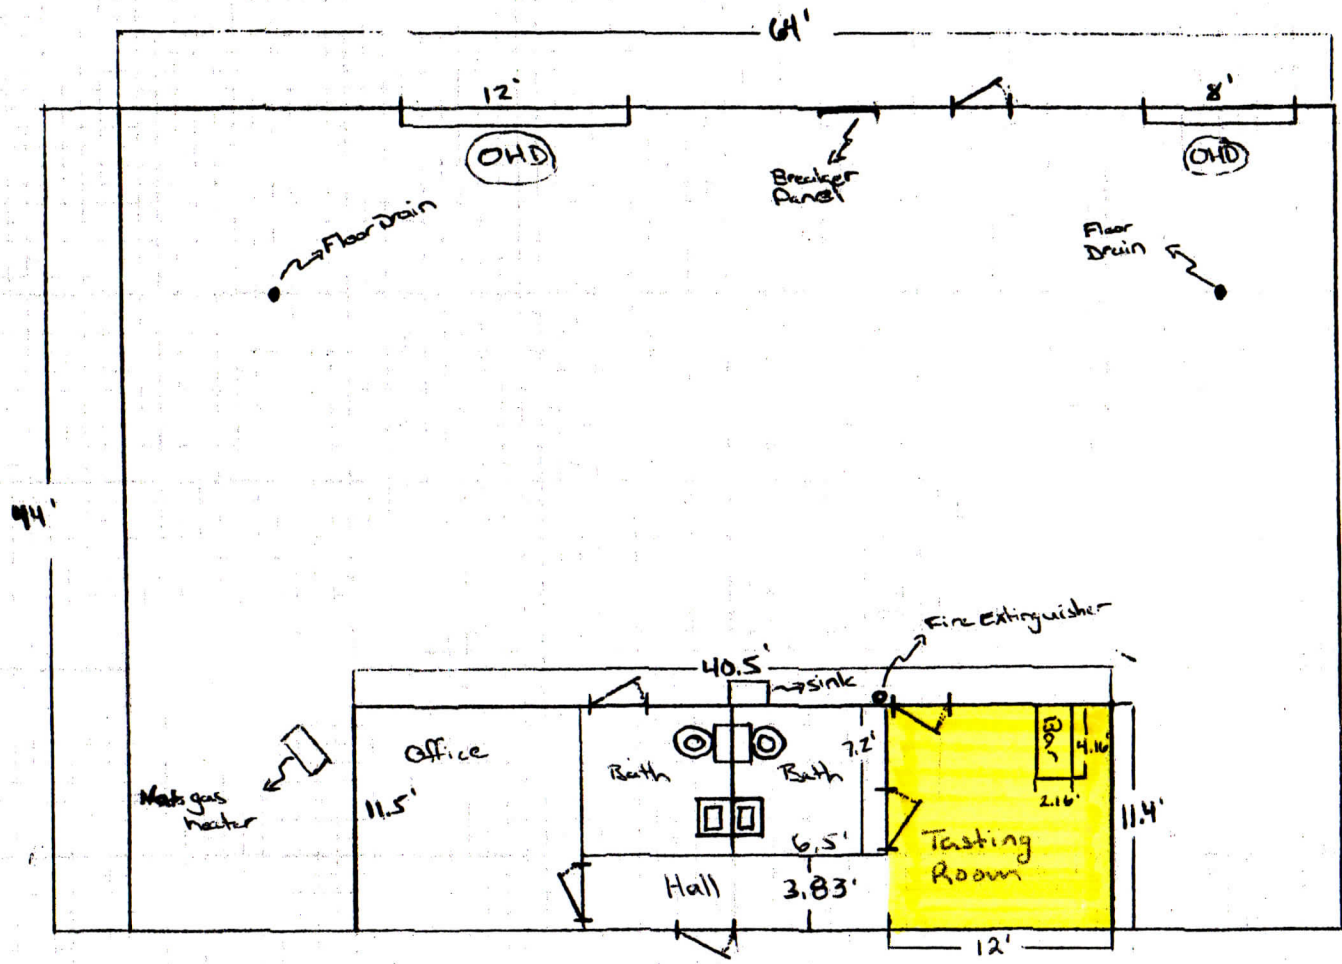 64'
12'
8'
OHD
Breaker
Panel
OHD
Floor Drain
Floor
Drain
44'
Fire Extinguisher
40.5'
sink
Office
Bath
Bath
7.2'
Bar
4.16'
2.16'
gas
heater
11.5'
11.4'
6.5'
Tasting
Room
Hall
3.83'
12'